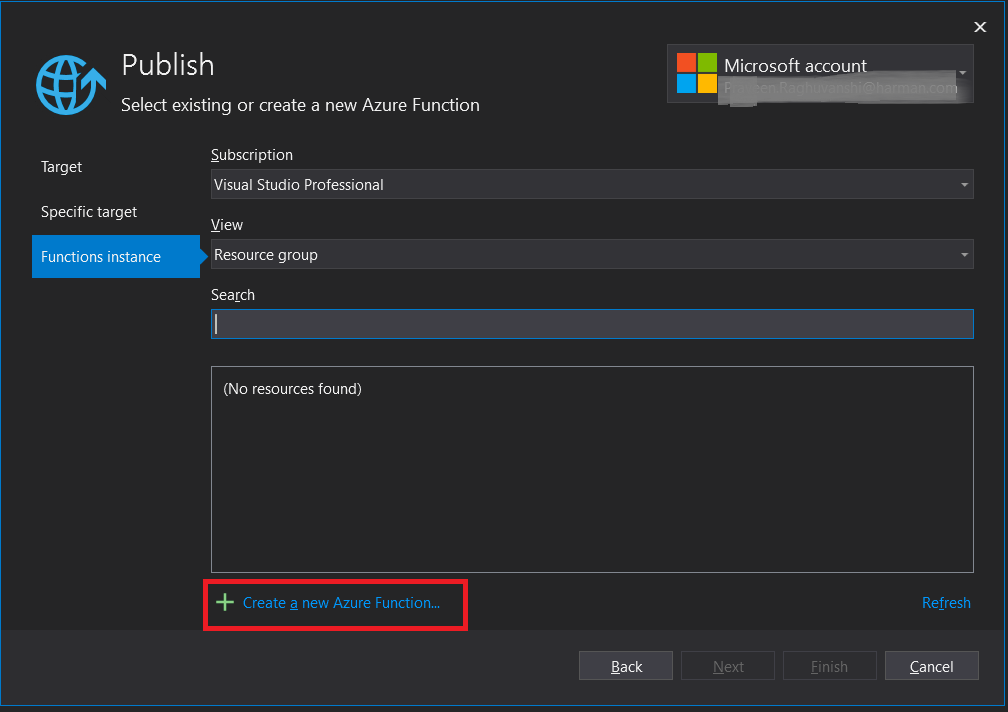 Publish
Select existing or create a new Azure Function
Microsoft account
Target
Specific target
Functions instance
Subscription
Visual Studio Professional
View
Resource group
Search
(No resources found)
Create a new Azure Function...
Refresh
Back
Next
Finish
Cancel